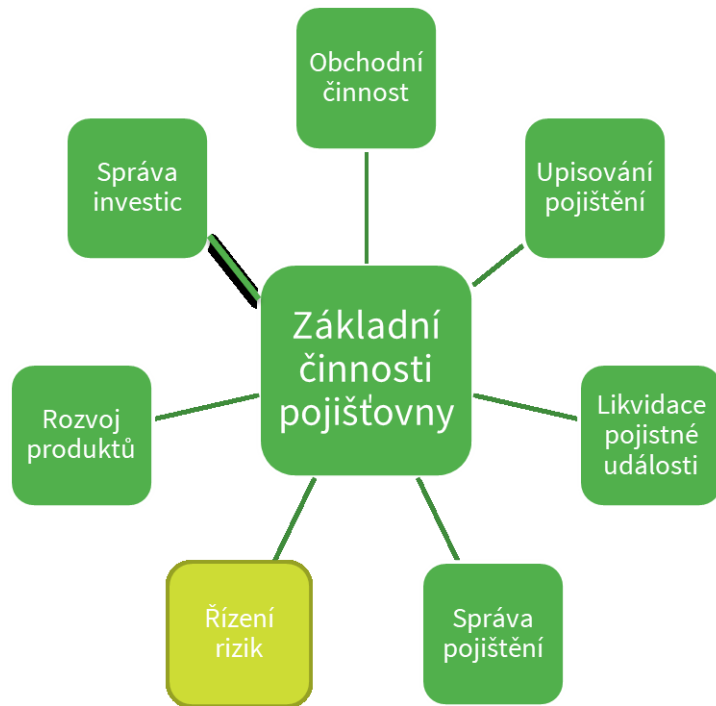 Obchodní
činnost
Upisování
pojištění
Likvidace
pojistné
události
Správa
pojištění
Řízení
rizik
Rozvoj
produktů
Správa
investic
Základní
činnosti
pojišťovny